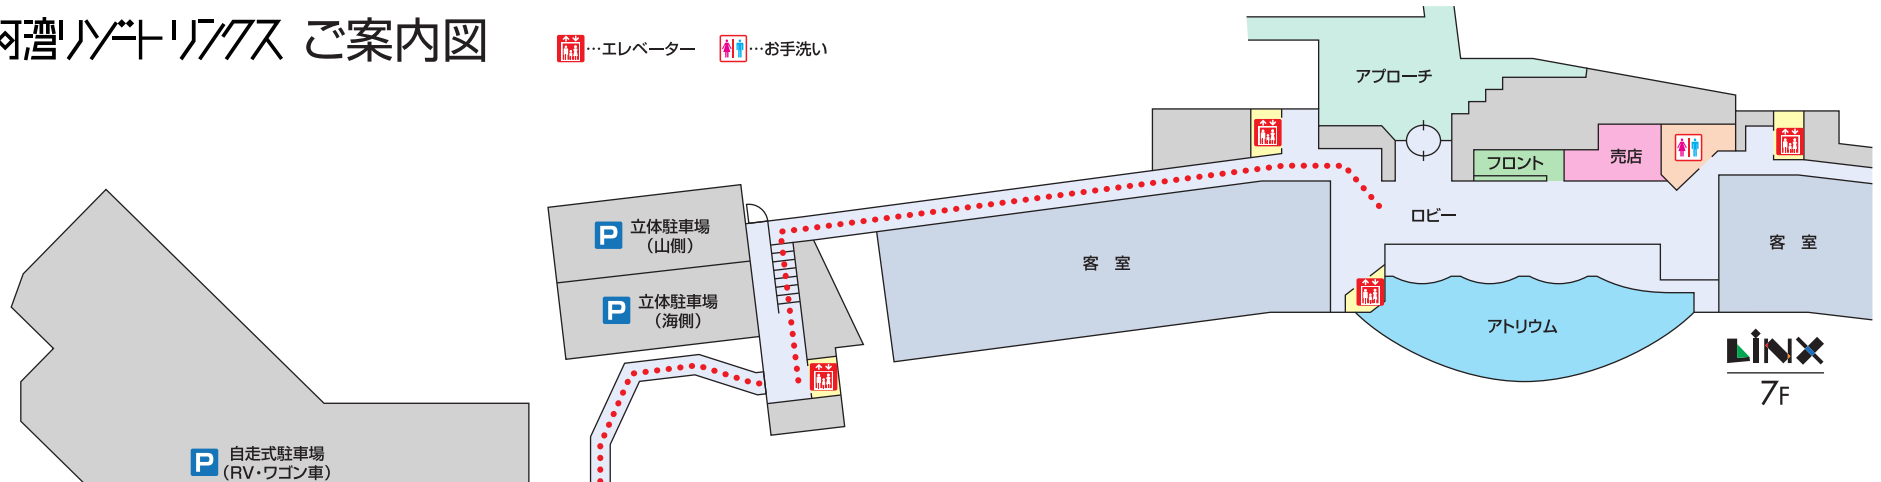 湾リゾートリンクス ご案内図
…エレベーター
…お手洗い
アプローチ
売店
フロント
ロビー
客 室
客 室
アトリウム
P 立体駐車場
(山側)
P 立体駐車場
(海側)
LiNX
7F
P 自走式駐車場
(RV・ワゴン車)